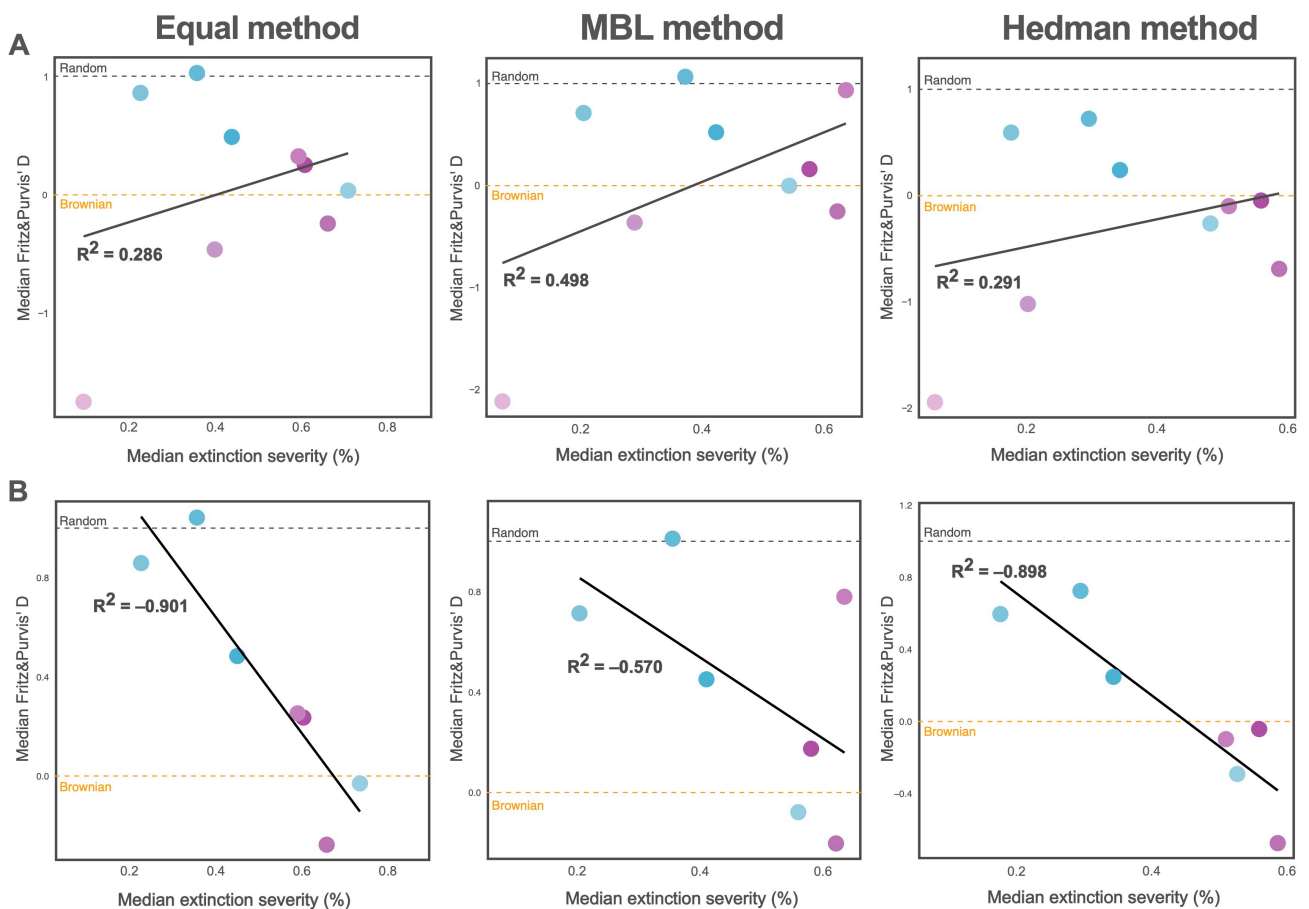 Equal method
MBL method
Hedman method
A
Median Fritz&Purvis' D
1
0
−1
Random
Brownian
R2 = 0.286
0.2
0.4
0.6
0.8
Median extinction severity (%)
Median Fritz&Purvis' D
1
0
−1
−2
Random
Brownian
R2 = 0.498
0.2
0.4
0.6
Median extinction severity (%)
Median Fritz&Purvis' D
1
0
−1
−2
Random
Brownian
R2 = 0.291
0.2
0.4
0.6
Median extinction severity (%)
B
Median Fritz&Purvis' D
0.8
0.4
0.0
Random
R2 = −0.901
Brownian
0.2
0.4
0.6
0.8
Median extinction severity (%)
Median Fritz&Purvis' D
0.8
0.4
0.0
Random
R2 = −0.570
Brownian
0.2
0.4
0.6
Median extinction severity (%)
Median Fritz&Purvis' D
1.2
0.8
0.4
0.0
−0.4
Random
R2 = −0.898
Brownian
0.2
0.4
0.6
Median extinction severity (%)